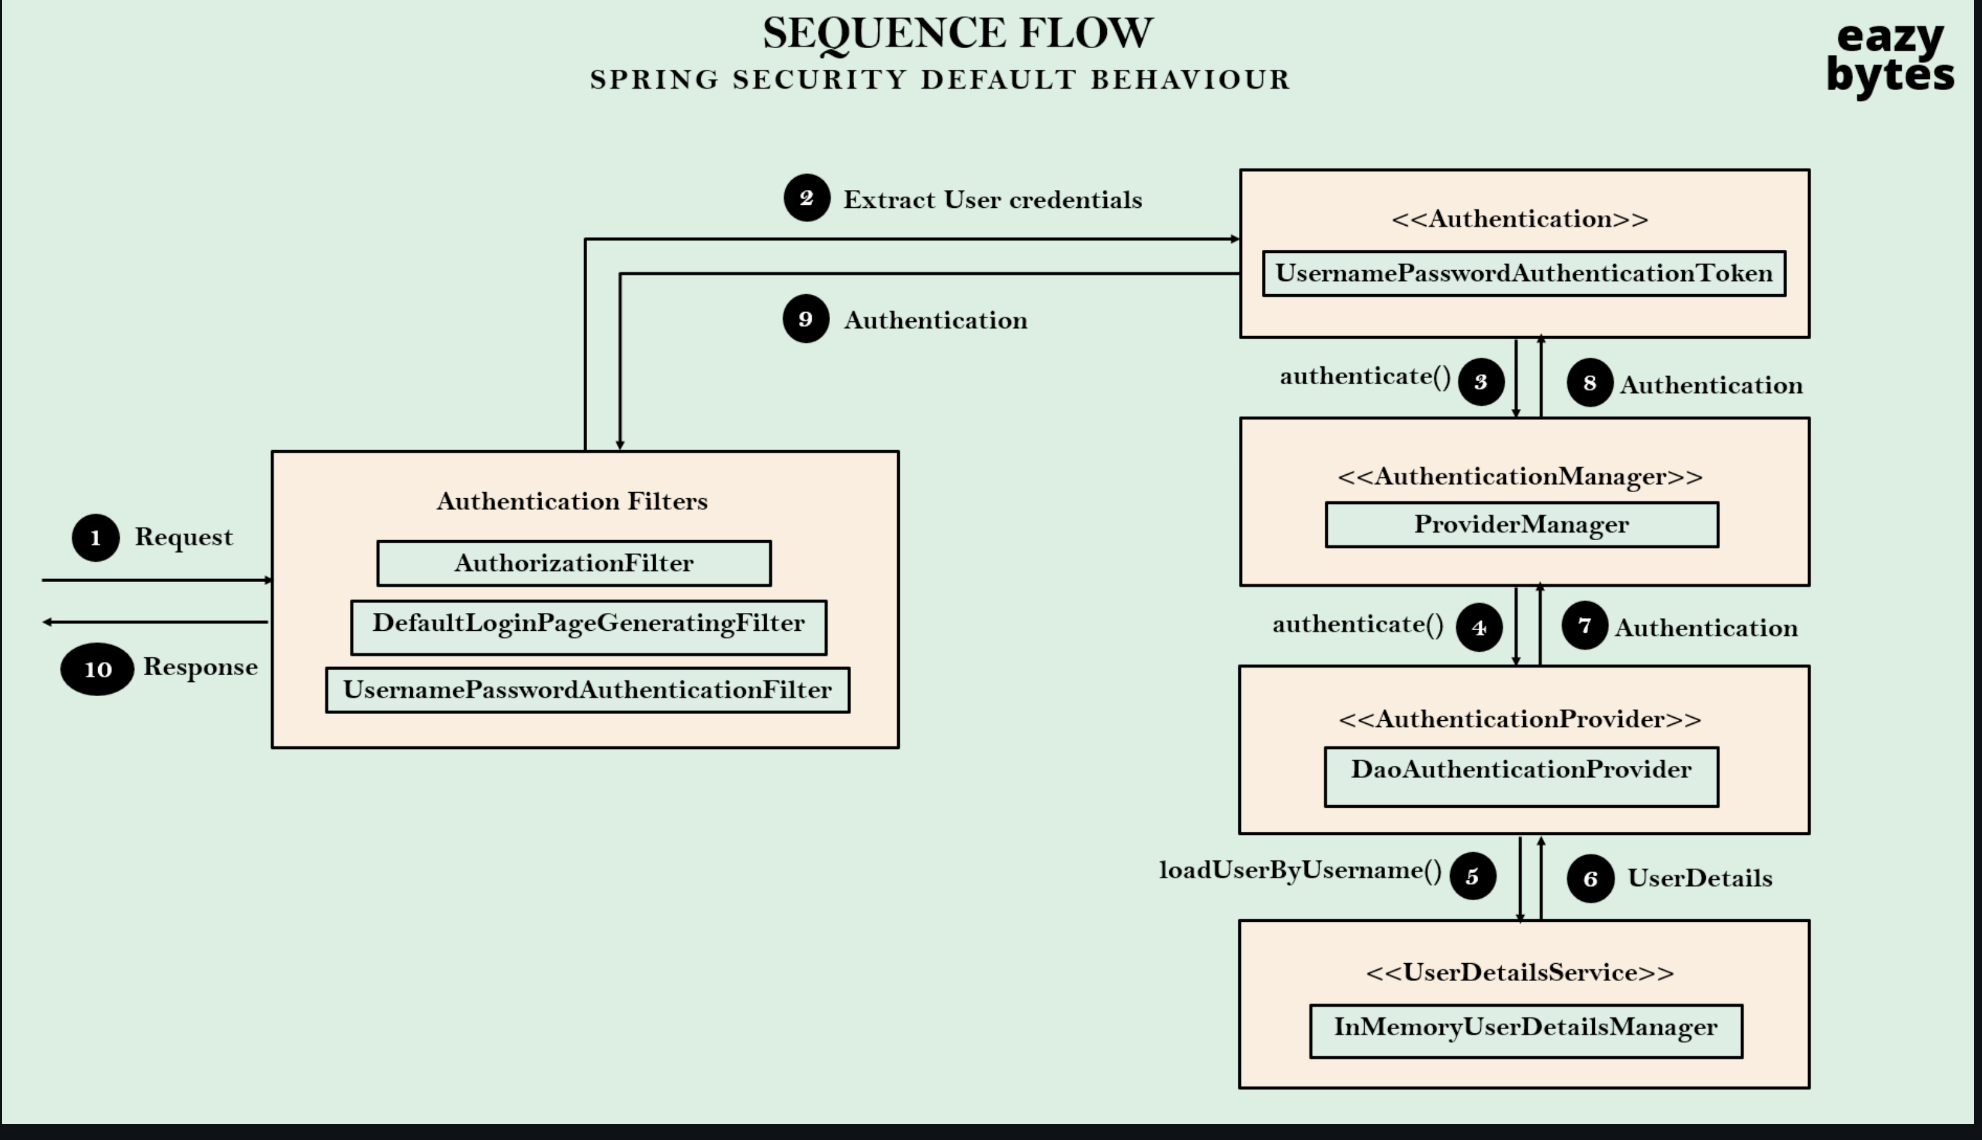 SEQUENCE FLOW
SPRING SECURITY DEFAULT BEHAVIOUR
eazy
bytes
2 Extract User credentials
9 Authentication
<<Authentication>>
UsernamePasswordAuthenticationToken
authenticate() 3
8 Authentication
<<AuthenticationManager>>
ProviderManager
1 Request
10 Response
Authentication Filters
AuthorizationFilter
DefaultLoginPageGeneratingFilter
UsernamePasswordAuthenticationFilter
authenticate() 4
7 Authentication
<<AuthenticationProvider>>
DaoAuthenticationProvider
loadUserByUsername() 5
6 UserDetails
<<UserDetailsService>>
InMemoryUserDetailsManager